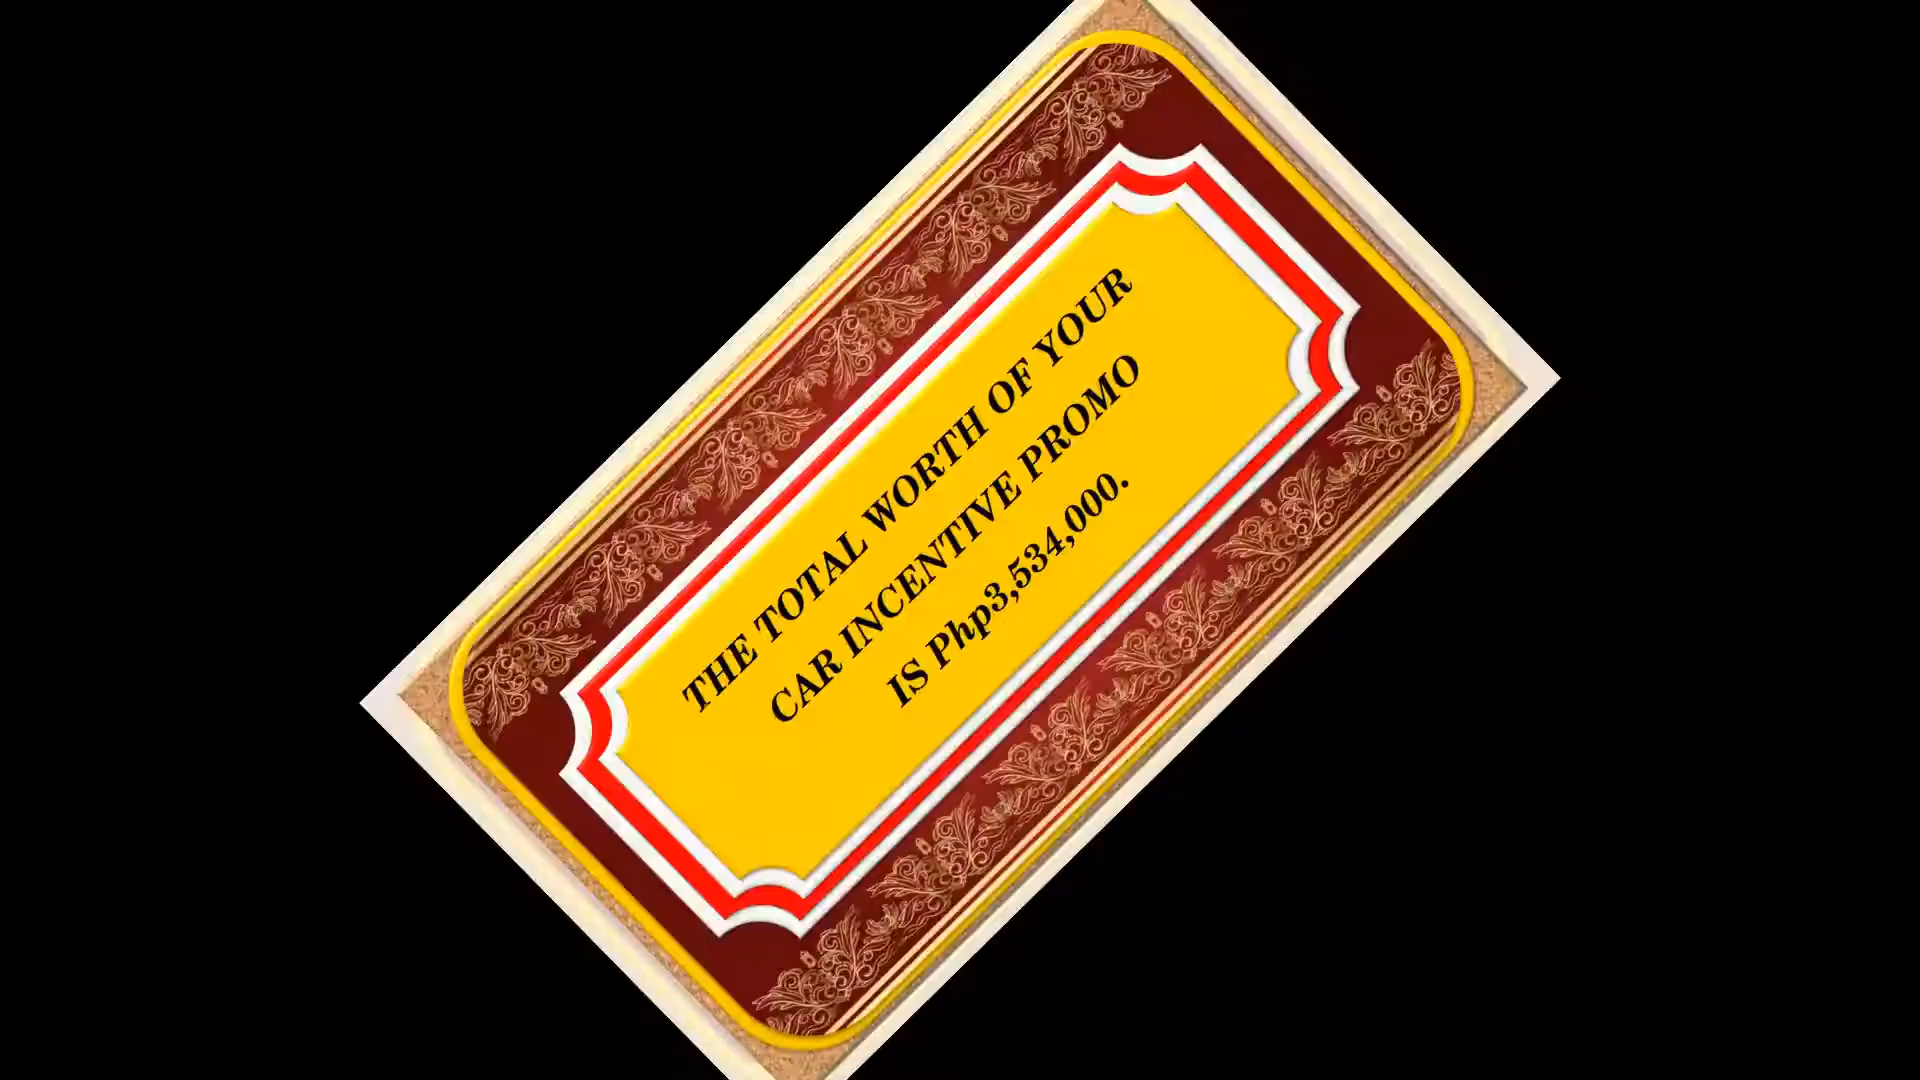 THE TOTAL WORTH OF YOUR
CAR INCENTIVE PROMO
IS Php3,534,000.